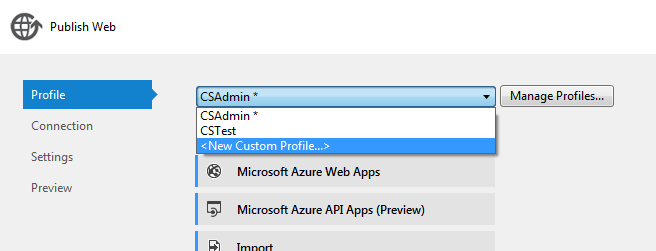 Publish Web
Profile
CSAdmin *
Manage Profiles...
CSAdmin *
CSTest
<New Custom Profile...>
Connection
Settings
Preview
Microsoft Azure Web Apps
Microsoft Azure API Apps (Preview)
Import